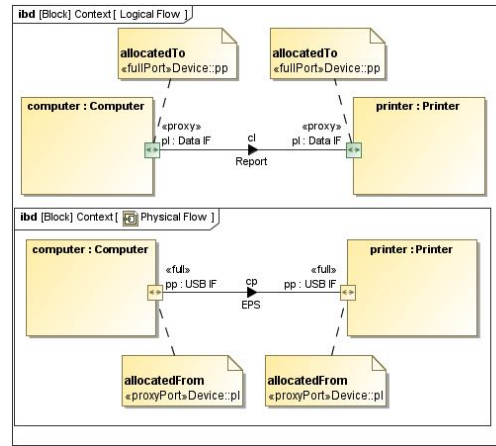 ibd [Block] Context [ Logical Flow ]
allocatedTo
«fullPort»Device::pp
allocatedTo
«fullPort»Device::pp
computer : Computer
printer : Printer
«proxy»
pl : Data IF
cl
Report
«proxy»
pl : Data IF
ibd [Block] Context [ Physical Flow ]
computer : Computer
printer : Printer
«full»
pp : USB IF
cp
EPS
«full»
pp : USB IF
allocatedFrom
«proxyPort»Device::pl
allocatedFrom
«proxyPort»Device::pl